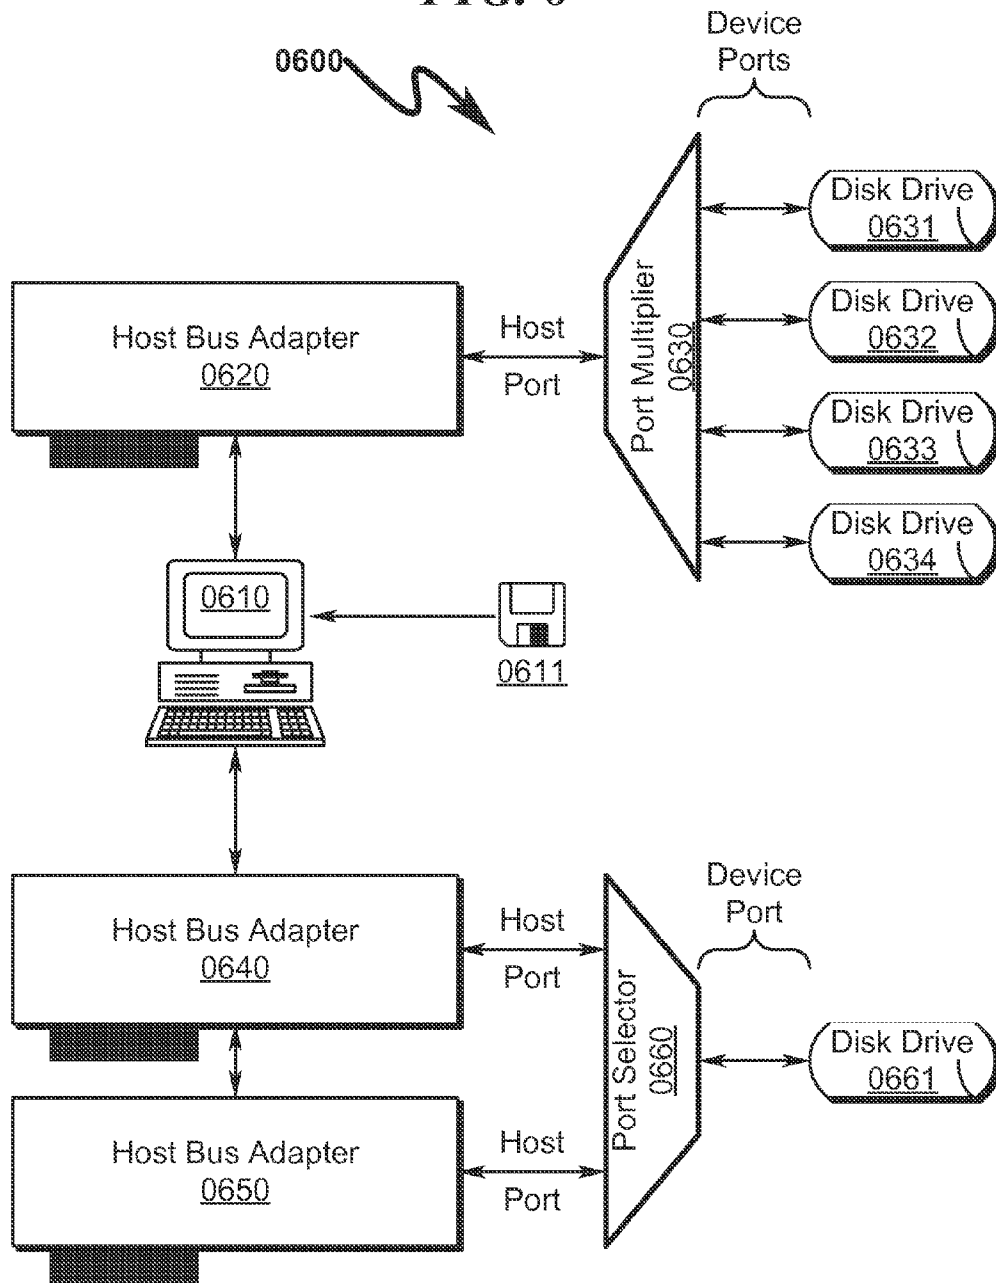 FIG. 6
0600
Device
Ports
Disk Drive
0631
Disk Drive
0632
Disk Drive
0633
Disk Drive
0634
Port Multiplier
0630
Host
Port
Host Bus Adapter
0620
0610
0611
Host Bus Adapter
0640
Host
Port
Device
Port
Port Selector
0660
Disk Drive
0661
Host Bus Adapter
0650
Host
Port